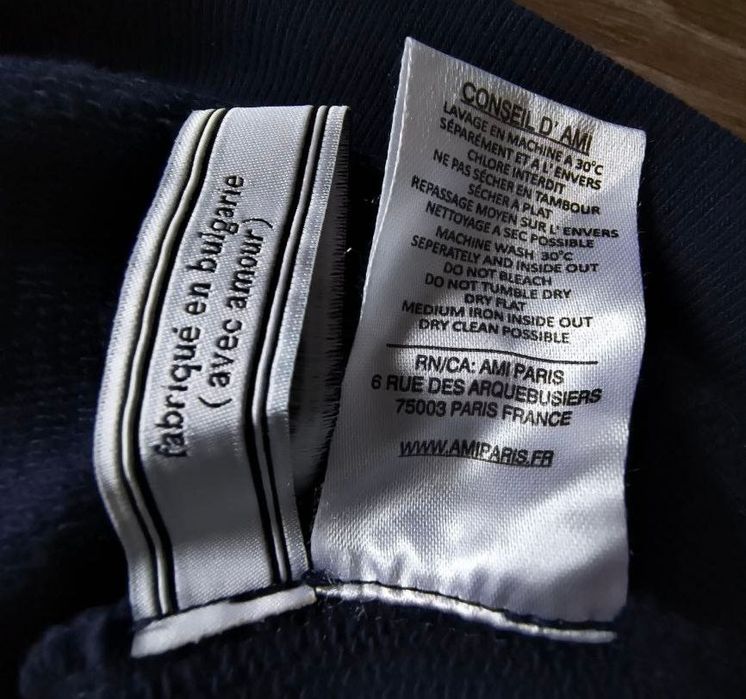 fabriqué en bulgarie
(avec amour)
CONSEIL D' AMI
LAVAGE EN MACHINE A 30°C
SÉPARÉMENT ET A L' ENVERS
CHLORE INTERDIT
NE PAS SÉCHER EN TAMBOUR
SÉCHER A PLAT
REPASSAGE MOYEN SUR L' ENVERS
NETTOYAGE A SEC POSSIBLE
MACHINE WASH 30°C
SEPERATELY AND INSIDE OUT
DO NOT BLEACH
DO NOT TUMBLE DRY
DRY FLAT
MEDIUM IRON INSIDE OUT
DRY CLEAN POSSIBLE
RN/CA: AMI PARIS
6 RUE DES ARQUEBUSIERS
75003 PARIS FRANCE
WWW.AMIPARIS.FR